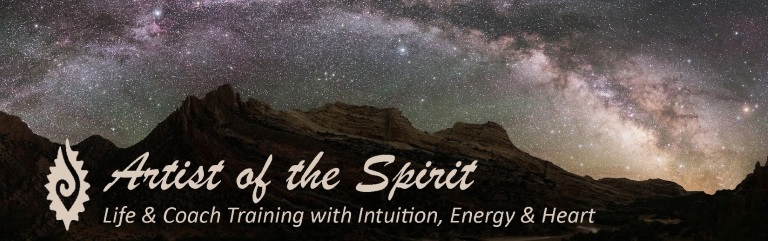 Artist of the Spirit
Life & Coach Training with Intuition, Energy & Heart